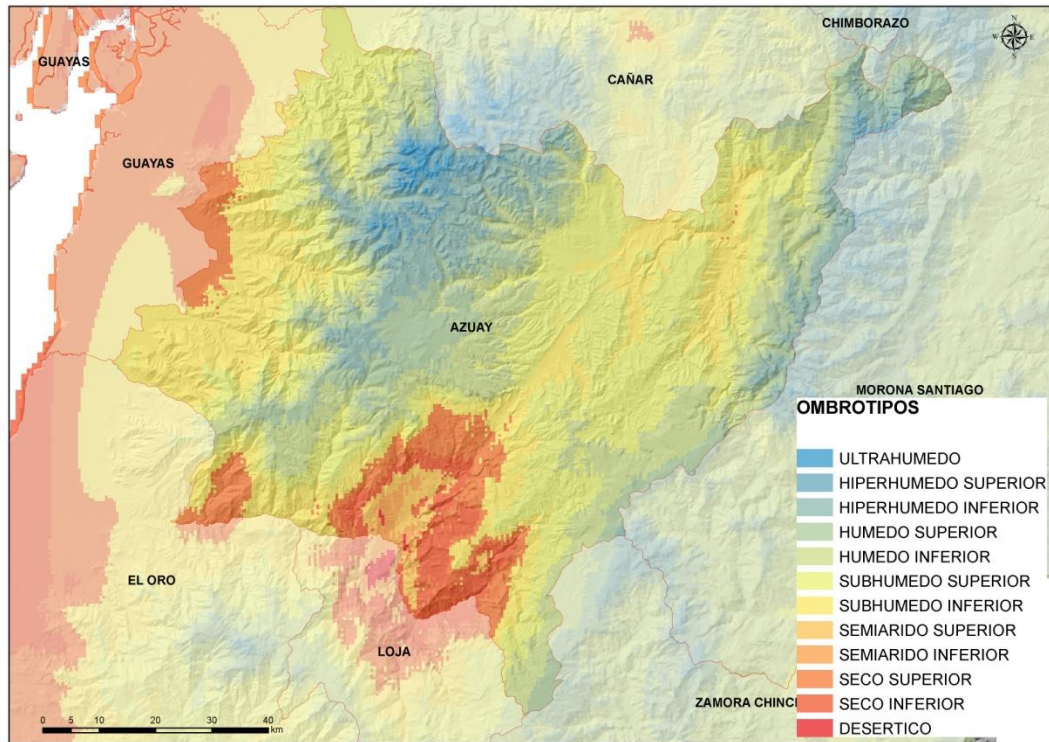 CHIMBORAZO
GUAYAS
CAÑAR
N
W E
S
GUAYAS
AZUAY
MORONA SANTIAGO
OMBROTIPOS
ULTRAHUMEDO
HIPERHUMEDO SUPERIOR
HIPERHUMEDO INFERIOR
HUMEDO SUPERIOR
HUMEDO INFERIOR
SUBHUMEDO SUPERIOR
SUBHUMEDO INFERIOR
SEMIARIDO SUPERIOR
SEMIARIDO INFERIOR
SECO SUPERIOR
SECO INFERIOR
DESERTICO
EL ORO
LOJA
ZAMORA CHINC
0 5 10 20 30 40
km